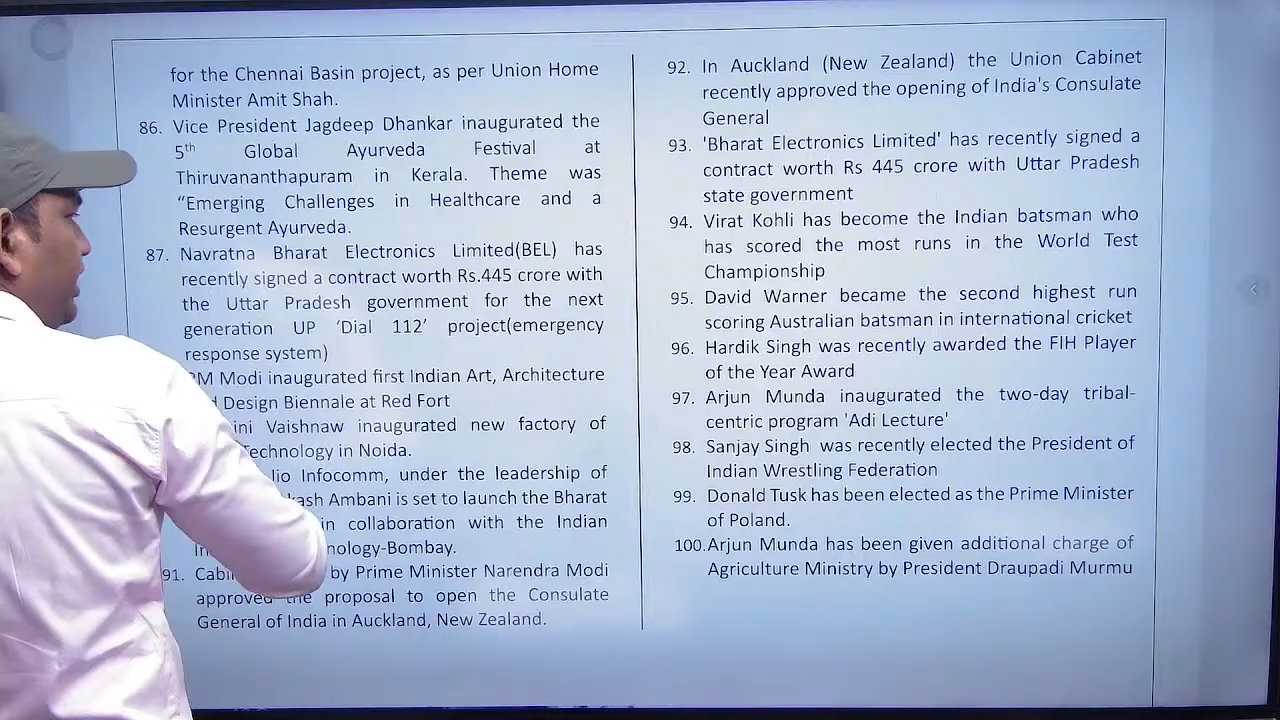 for the Chennai Basin project, as per Union Home
Minister Amit Shah.
86. Vice President Jagdeep Dhankar inaugurated the
5th Global Ayurveda Festival at
Thiruvananthapuram in Kerala. Theme was
“Emerging Challenges in Healthcare and a
Resurgent Ayurveda.
87. Navratna Bharat Electronics Limited(BEL) has
recently signed a contract worth Rs.445 crore with
the Uttar Pradesh government for the next
generation UP ‘Dial 112’ project(emergency
response system)
PM Modi inaugurated first Indian Art, Architecture
Design Biennale at Red Fort
Vaishnaw inaugurated new factory of
Technology in Noida.
Jio Infocomm, under the leadership of
Ambani is set to launch the Bharat
in collaboration with the Indian
-Bombay.
91. by Prime Minister Narendra Modi
approved the proposal to open the Consulate
General of India in Auckland, New Zealand.
92. In Auckland (New Zealand) the Union Cabinet
recently approved the opening of India's Consulate
General
93. 'Bharat Electronics Limited' has recently signed a
contract worth Rs 445 crore with Uttar Pradesh
state government
94. Virat Kohli has become the Indian batsman who
has scored the most runs in the World Test
Championship
95. David Warner became the second highest run
scoring Australian batsman in international cricket
96. Hardik Singh was recently awarded the FIH Player
of the Year Award
97. Arjun Munda inaugurated the two-day tribal-
centric program 'Adi Lecture'
98. Sanjay Singh was recently elected the President of
Indian Wrestling Federation
99. Donald Tusk has been elected as the Prime Minister
of Poland.
100.Arjun Munda has been given additional charge of
Agriculture Ministry by President Draupadi Murmu